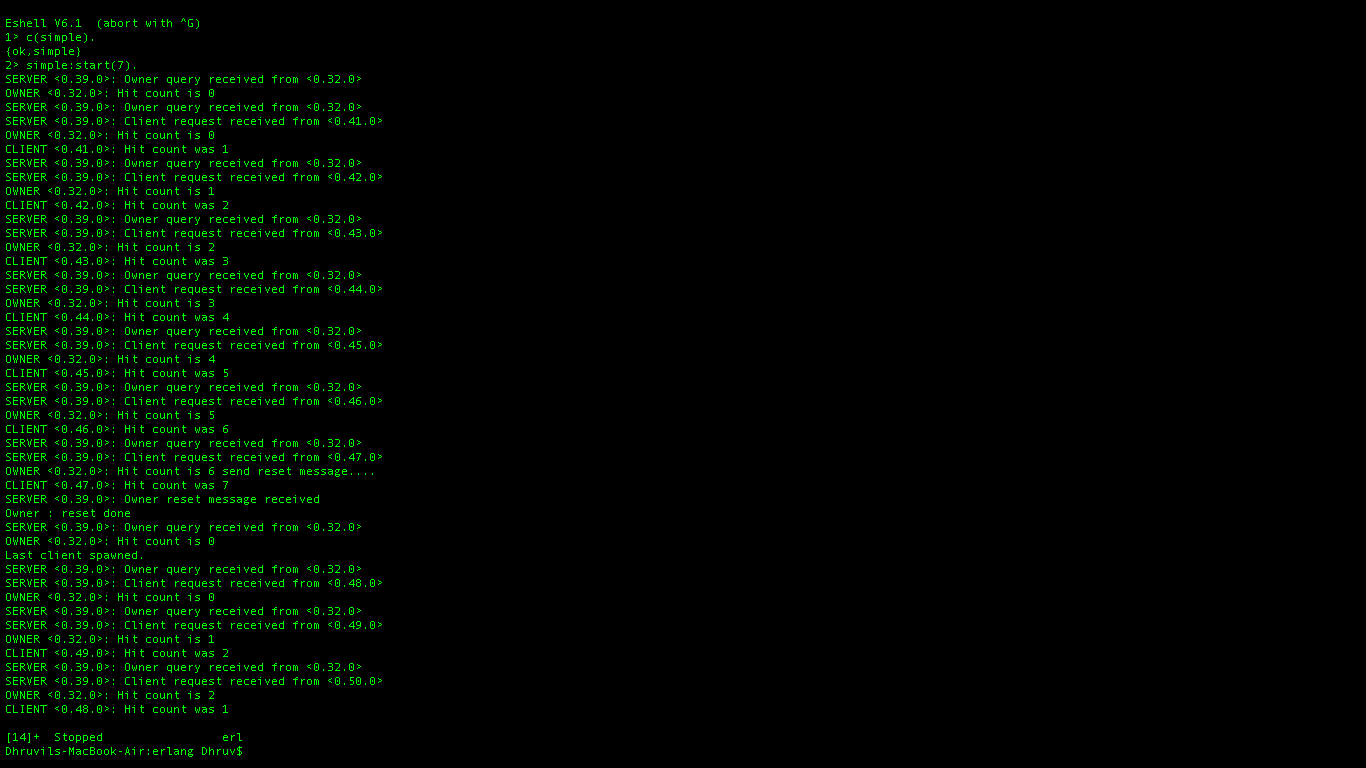 Eshell V6.1  (abort with ^G)
1> c(simple).
{ok,simple}
2> simple:start(7).
SERVER <0.39.0>: Owner query received from <0.32.0>
OWNER <0.32.0>: Hit count is 0
SERVER <0.39.0>: Owner query received from <0.32.0>
SERVER <0.39.0>: Client request received from <0.41.0>
OWNER <0.32.0>: Hit count is 0
CLIENT <0.41.0>: Hit count was 1
SERVER <0.39.0>: Owner query received from <0.32.0>
SERVER <0.39.0>: Client request received from <0.42.0>
OWNER <0.32.0>: Hit count is 1
CLIENT <0.42.0>: Hit count was 2
SERVER <0.39.0>: Owner query received from <0.32.0>
SERVER <0.39.0>: Client request received from <0.43.0>
OWNER <0.32.0>: Hit count is 2
CLIENT <0.43.0>: Hit count was 3
SERVER <0.39.0>: Owner query received from <0.32.0>
SERVER <0.39.0>: Client request received from <0.44.0>
OWNER <0.32.0>: Hit count is 3
CLIENT <0.44.0>: Hit count was 4
SERVER <0.39.0>: Owner query received from <0.32.0>
SERVER <0.39.0>: Client request received from <0.45.0>
OWNER <0.32.0>: Hit count is 4
CLIENT <0.45.0>: Hit count was 5
SERVER <0.39.0>: Owner query received from <0.32.0>
SERVER <0.39.0>: Client request received from <0.46.0>
OWNER <0.32.0>: Hit count is 5
CLIENT <0.46.0>: Hit count was 6
SERVER <0.39.0>: Owner query received from <0.32.0>
SERVER <0.39.0>: Client request received from <0.47.0>
OWNER <0.32.0>: Hit count is 6 send reset message....
CLIENT <0.47.0>: Hit count was 7
SERVER <0.39.0>: Owner reset message received
Owner : reset done
SERVER <0.39.0>: Owner query received from <0.32.0>
OWNER <0.32.0>: Hit count is 0
Last client spawned.
SERVER <0.39.0>: Owner query received from <0.32.0>
SERVER <0.39.0>: Client request received from <0.48.0>
OWNER <0.32.0>: Hit count is 0
SERVER <0.39.0>: Owner query received from <0.32.0>
SERVER <0.39.0>: Client request received from <0.49.0>
OWNER <0.32.0>: Hit count is 1
CLIENT <0.49.0>: Hit count was 2
SERVER <0.39.0>: Owner query received from <0.32.0>
SERVER <0.39.0>: Client request received from <0.50.0>
OWNER <0.32.0>: Hit count is 2
CLIENT <0.48.0>: Hit count was 1
[14]+  Stopped                 erl
Dhruvils-MacBook-Air:erlang Dhruv$